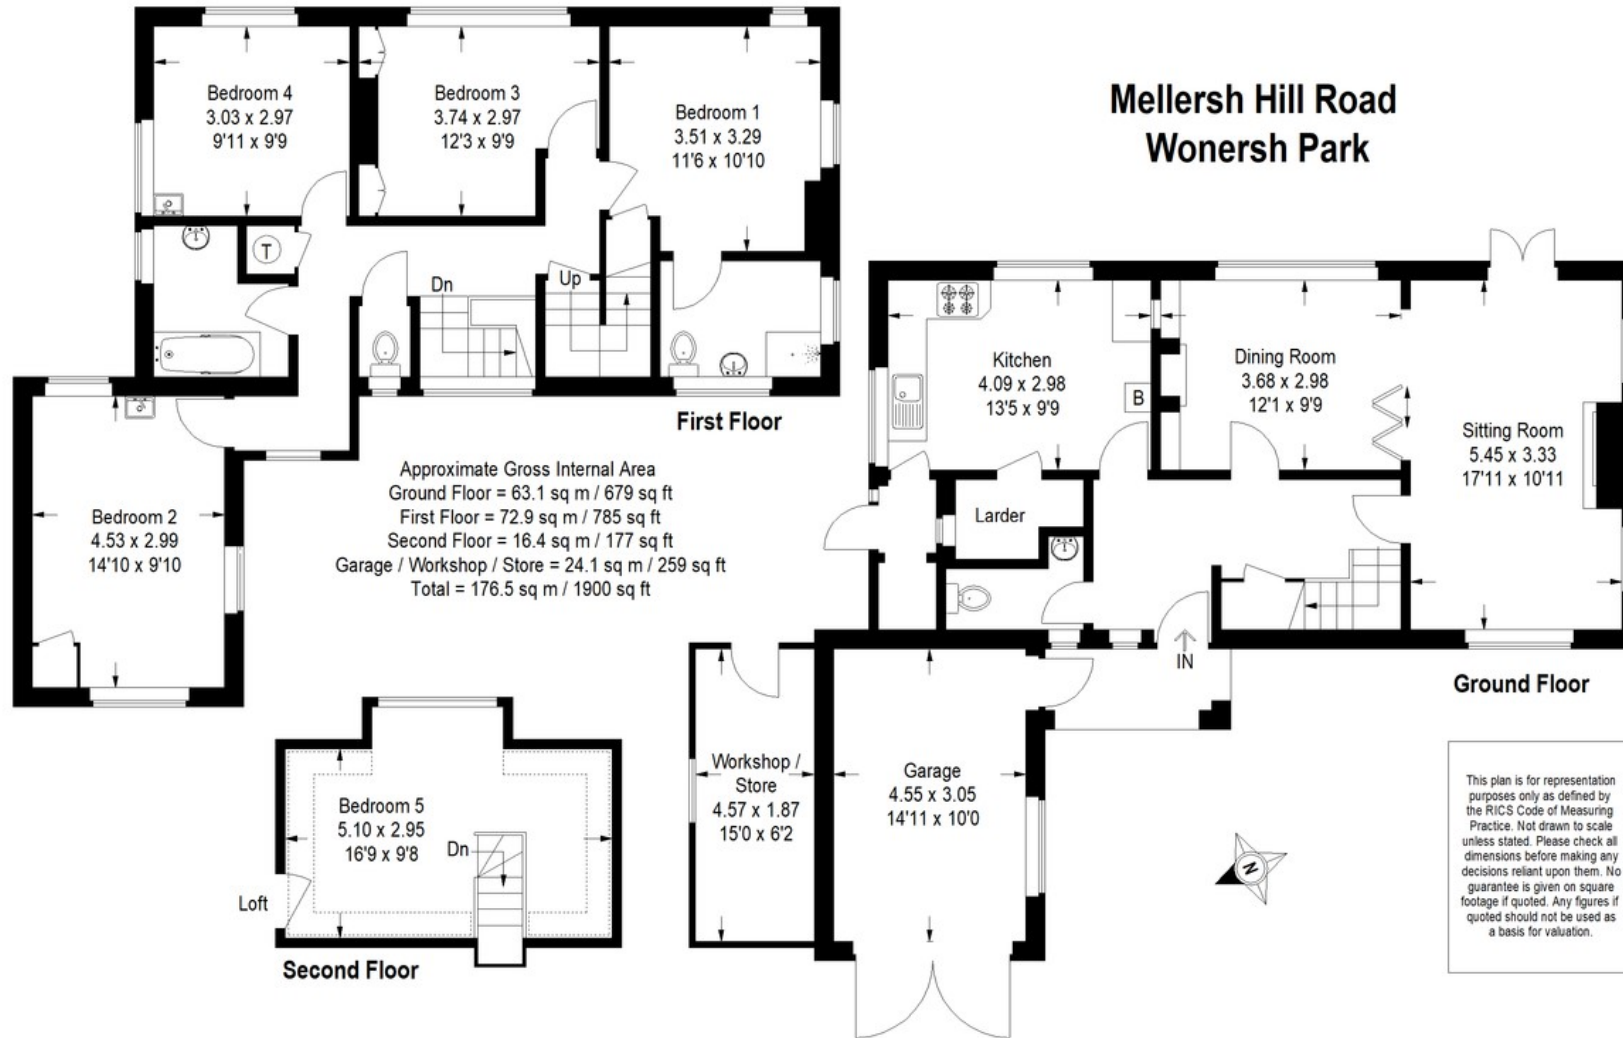 Mellersh Hill Road
Wonersh Park
Bedroom 4
3.03 x 2.97
9'11 x 9'9
Bedroom 3
3.74 x 2.97
12'3 x 9'9
Bedroom 1
3.51 x 3.29
11'6 x 10'10
T
Dn
Up
First Floor
Bedroom 2
4.53 x 2.99
14'10 x 9'10
Approximate Gross Internal Area
Ground Floor = 63.1 sq m / 679 sq ft
First Floor = 72.9 sq m / 785 sq ft
Second Floor = 16.4 sq m / 177 sq ft
Garage / Workshop / Store = 24.1 sq m / 259 sq ft
Total = 176.5 sq m / 1900 sq ft
Kitchen
4.09 x 2.98
13'5 x 9'9
B
Dining Room
3.68 x 2.98
12'1 x 9'9
Sitting Room
5.45 x 3.33
17'11 x 10'11
Larder
IN
Ground Floor
Bedroom 5
5.10 x 2.95
16'9 x 9'8
Dn
Loft
Second Floor
Workshop /
Store
4.57 x 1.87
15'0 x 6'2
Garage
4.55 x 3.05
14'11 x 10'0
N
This plan is for representation
purposes only as defined by
the RICS Code of Measuring
Practice. Not drawn to scale
unless stated. Please check all
dimensions before making any
decisions reliant upon them. No
guarantee is given on square
footage if quoted. Any figures if
quoted should not be used as
a basis for valuation.